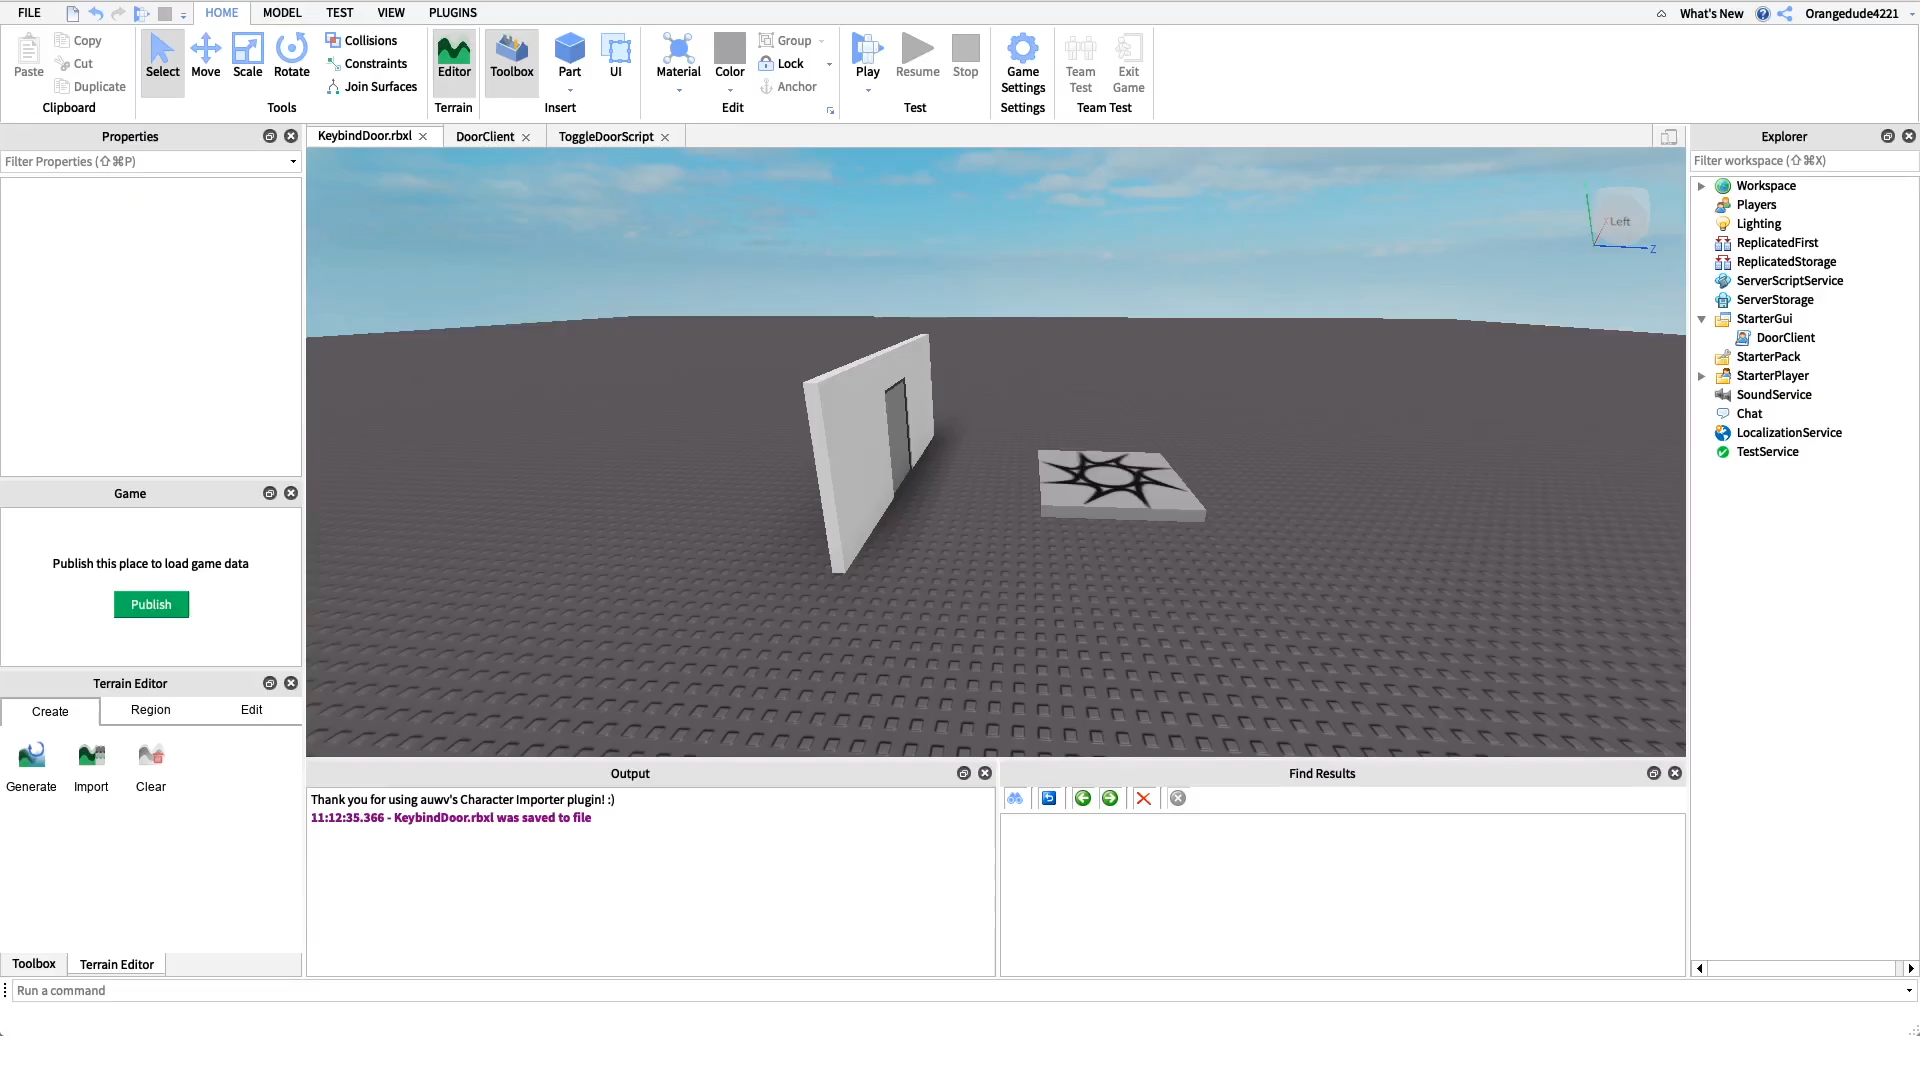 FILE HOME MODEL TEST VIEW PLUGINS What's New Orangedude4221
Paste Copy Cut Duplicate Clipboard
Select Move Scale Rotate Collisions Constraints Join Surfaces Tools
Editor Terrain
Toolbox Part UI Insert
Material Color Group Lock Anchor Edit
Play Resume Stop Test
Game Settings Settings
Team Test Exit Game Team Test
Properties
Filter Properties (⇧⌘P)
Game
Publish this place to load game data
Publish
Terrain Editor
Create Region Edit
Generate Import Clear
Toolbox Terrain Editor
KeybindDoor.rbxl DoorClient ToggleDoorScript
Left
Z
Output
Thank you for using auwv's Character Importer plugin! :)
11:12:35.366 - KeybindDoor.rbxl was saved to file
Find Results
Explorer
Filter workspace (⇧⌘X)
Workspace
Players
Lighting
ReplicatedFirst
ReplicatedStorage
ServerScriptService
ServerStorage
StarterGui
DoorClient
StarterPack
StarterPlayer
SoundService
Chat
LocalizationService
TestService
Run a command